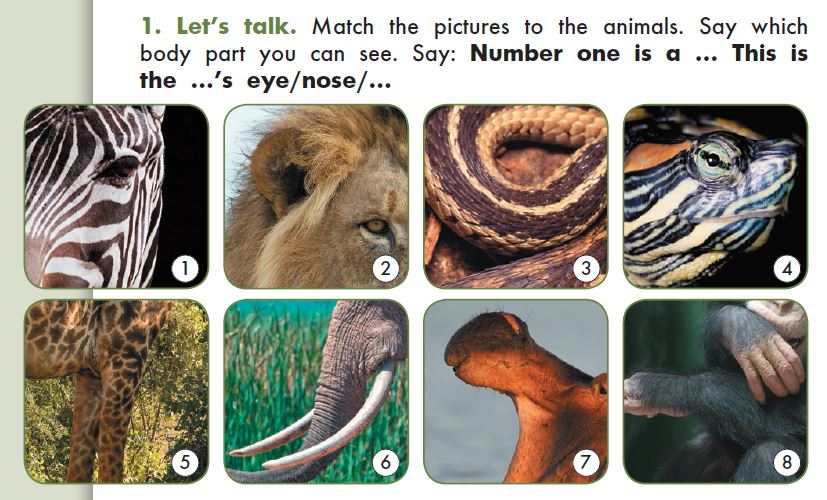 1. Let's talk. Match the pictures to the animals. Say which
body part you can see. Say: Number one is a ... This is
the ...'s eye/nose/...
1
2
3
4
5
6
7
8